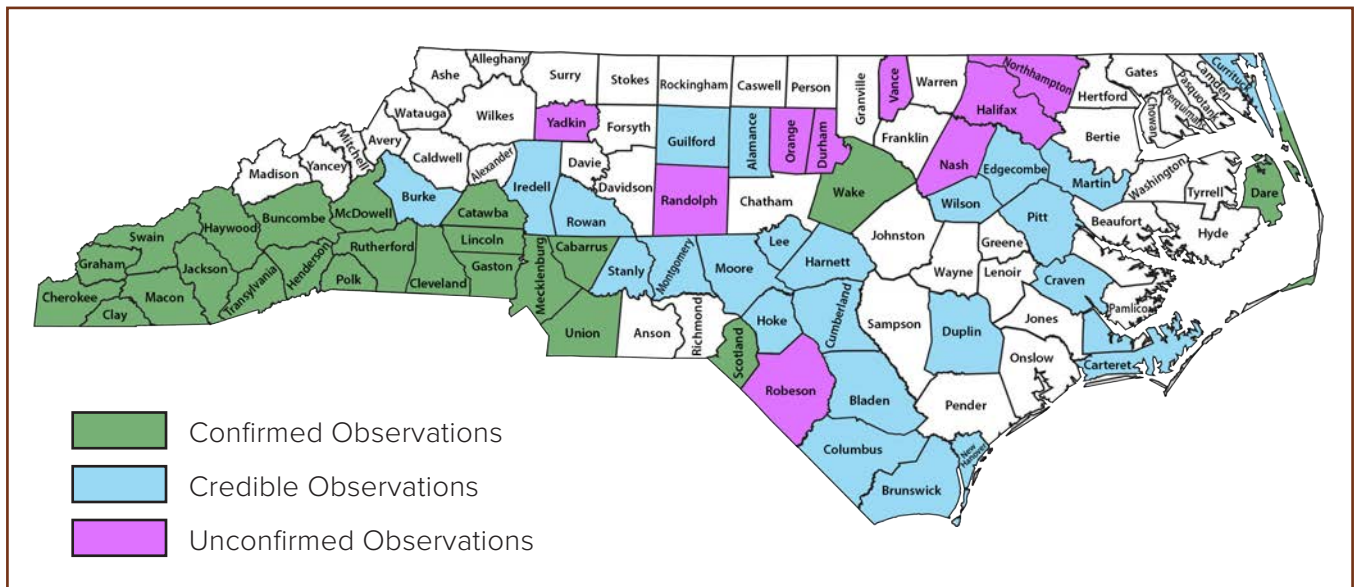 Alleghany
Ashe
Surry
Stokes
Rockingham
Caswell
Person
Granville
Vance
Warren
Northhampton
Gates
Camden
Currituck
Pasquotank
Perquimans
Chowan
Hertford
Halifax
Watauga
Wilkes
Yadkin
Forsyth
Guilford
Alamance
Orange
Durham
Franklin
Nash
Bertie
Mitchell
Avery
Caldwell
Alexander
Iredell
Davie
Davidson
Madison
Yancey
Burke
Rowan
Randolph
Chatham
Wake
Edgecombe
Martin
Washington
Tyrrell
Dare
Wilson
Pitt
Beaufort
Hyde
Buncombe
McDowell
Catawba
Haywood
Swain
Lincoln
Rutherford
Graham
Jackson
Transylvania
Henderson
Polk
Cleveland
Gaston
Mecklenburg
Cabarrus
Stanly
Montgomery
Moore
Lee
Harnett
Johnston
Greene
Wayne
Lenoir
Craven
Pamlico
Cherokee
Macon
Clay
Union
Anson
Richmond
Scotland
Hoke
Cumberland
Sampson
Duplin
Jones
Onslow
Carteret
Robeson
Bladen
Pender
Columbus
New
Hanover
Brunswick
Confirmed Observations
Credible Observations
Unconfirmed Observations